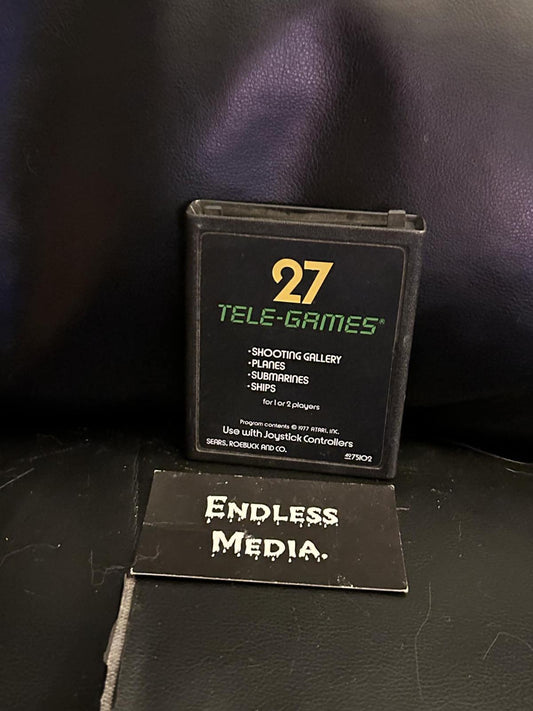 27
TELE-GAMES®
·SHOOTING GALLERY
·PLANES
·SUBMARINES
·SHIPS
for 1 or 2 players
Program contents © 1977 ATARI, INC.
Use with Joystick Controllers
SEARS, ROEBUCK AND CO. 4975102
ENDLESS
MEDIA.